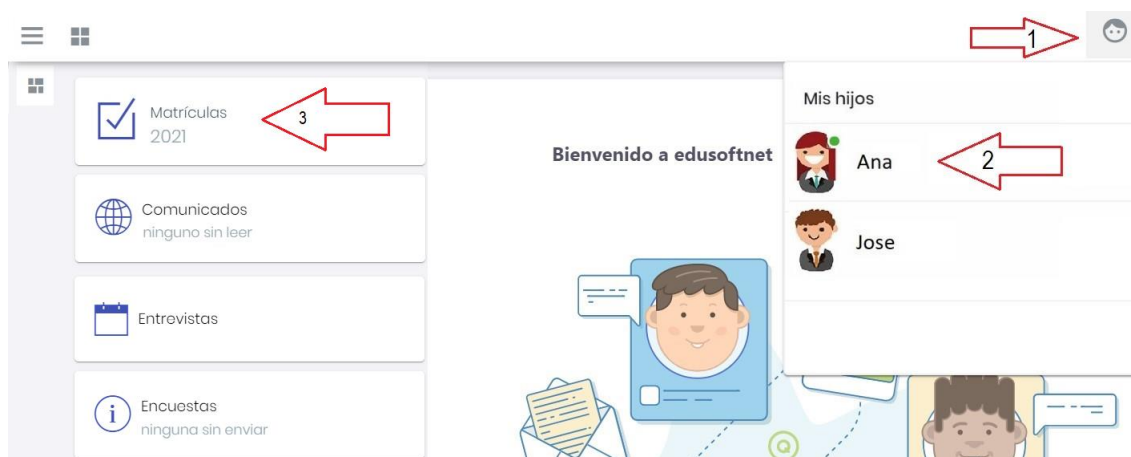 1
Mis hijos
Matrículas
2021
3
Bienvenido a edusoftnet
Ana
2
Comunicados
ninguno sin leer
Jose
Entrevistas
Encuestas
ninguna sin enviar
i
Q